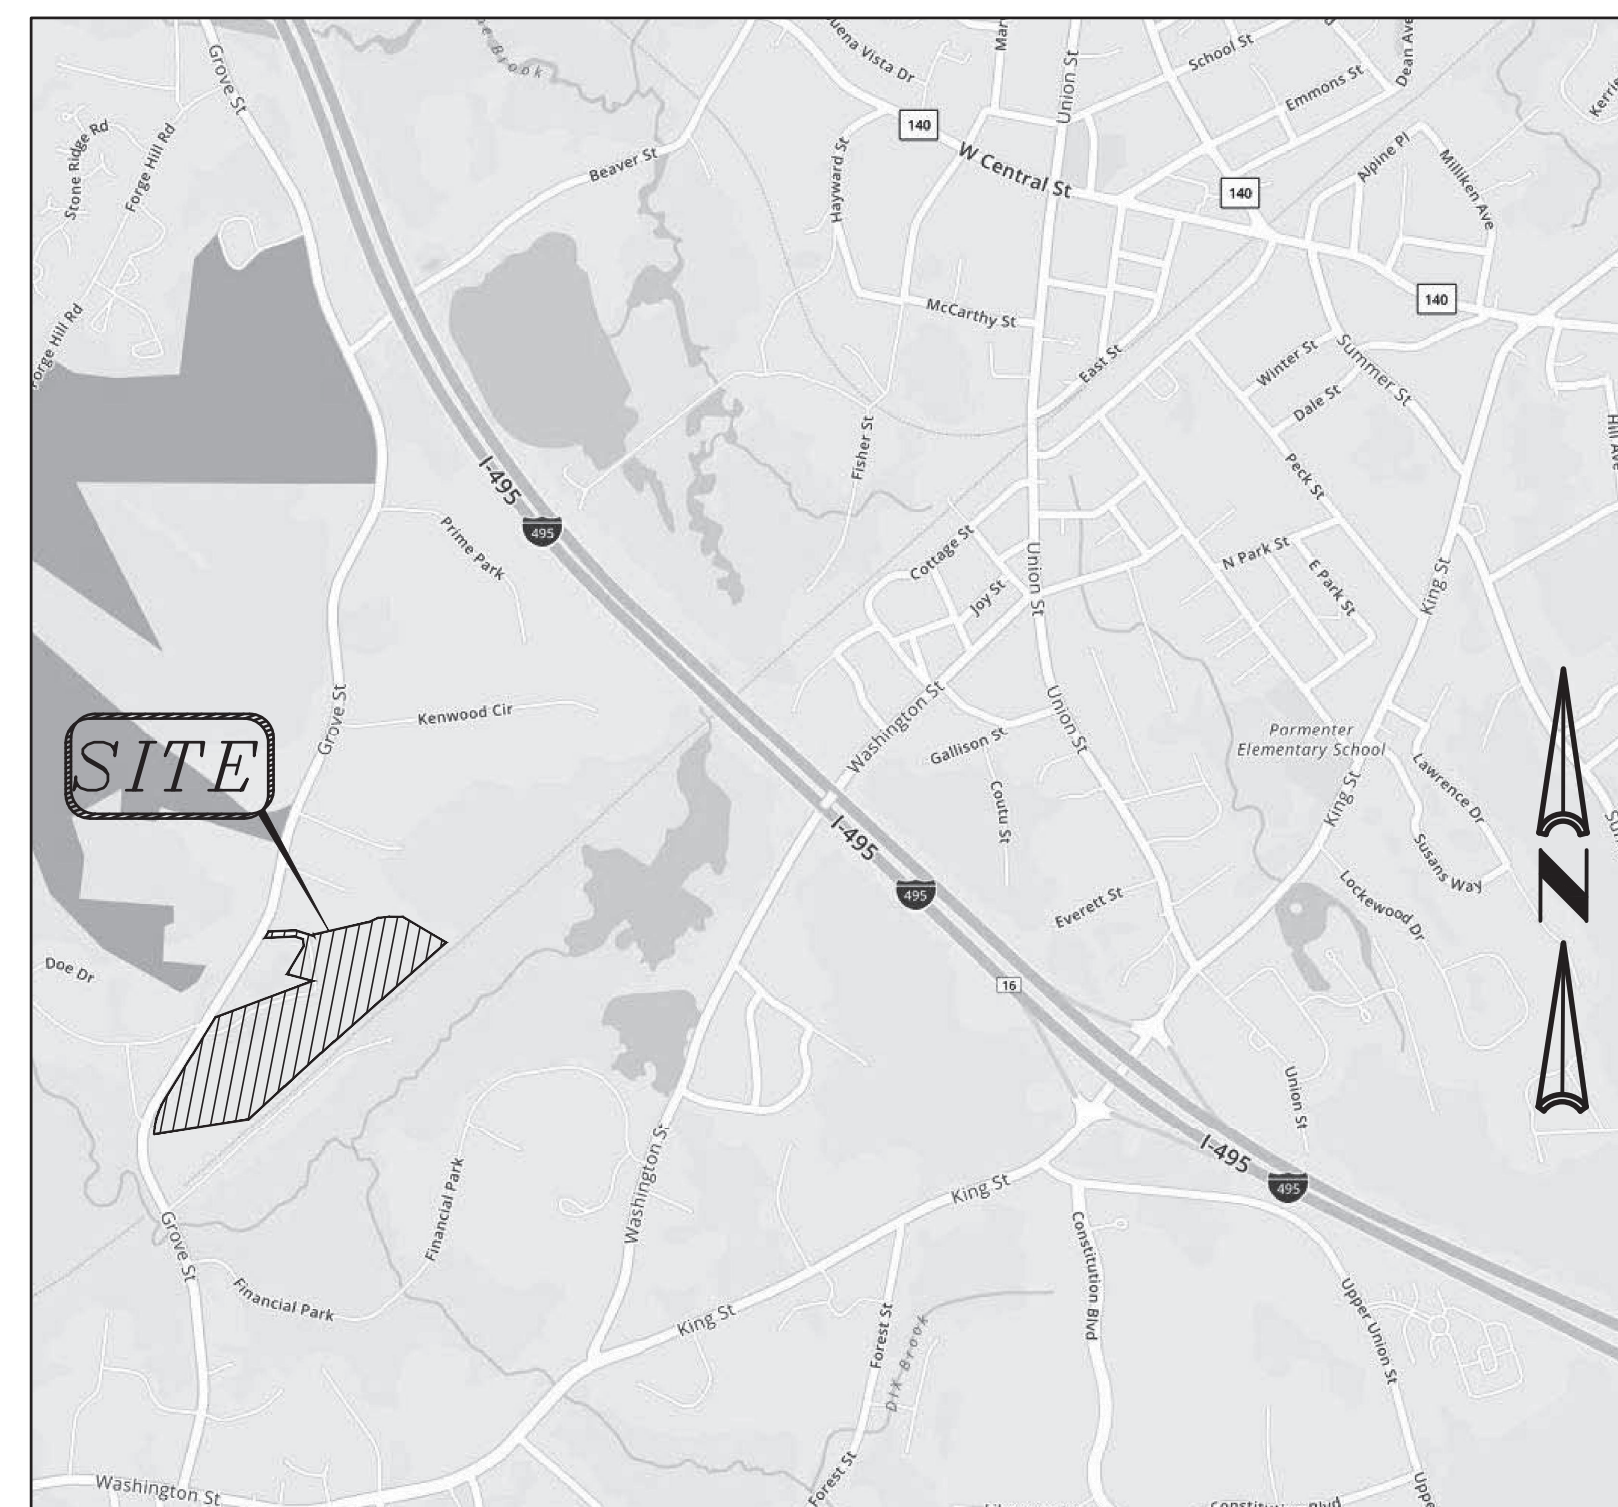 Grove St
Buena Vista Dr
Union St
School St
Dean Ave
Emmons St
Stone Ridge Rd
Forge Hill Rd
Beaver St
Hayward St
140
W Central St
140
Alpine Pl
Milliken Ave
140
McCarthy St
Forge Hill Rd
East St
Winter St
Summer St
Dale St
Fisher St
Peck St
Hill Ave
I-495
495
Prime Park
Cottage St
Joy St
Union St
N Park St
E Park St
King St
Grove St
Kenwood Cir
Washington St
Gallison St
Union St
Parmenter
Elementary School
Lawrence Dr
SITE
Coutu St
King St
I-495
Susans Way
N
495
Everett St
Lockewood Dr
Doe Dr
16
Union St
I-495
495
Washington St
Financial Park
King St
Grove St
Constitution Blvd
Financial Park
King St
Forest St
DIX Brook
Upper Union St
Forest St
Washington St
Constitution Blvd